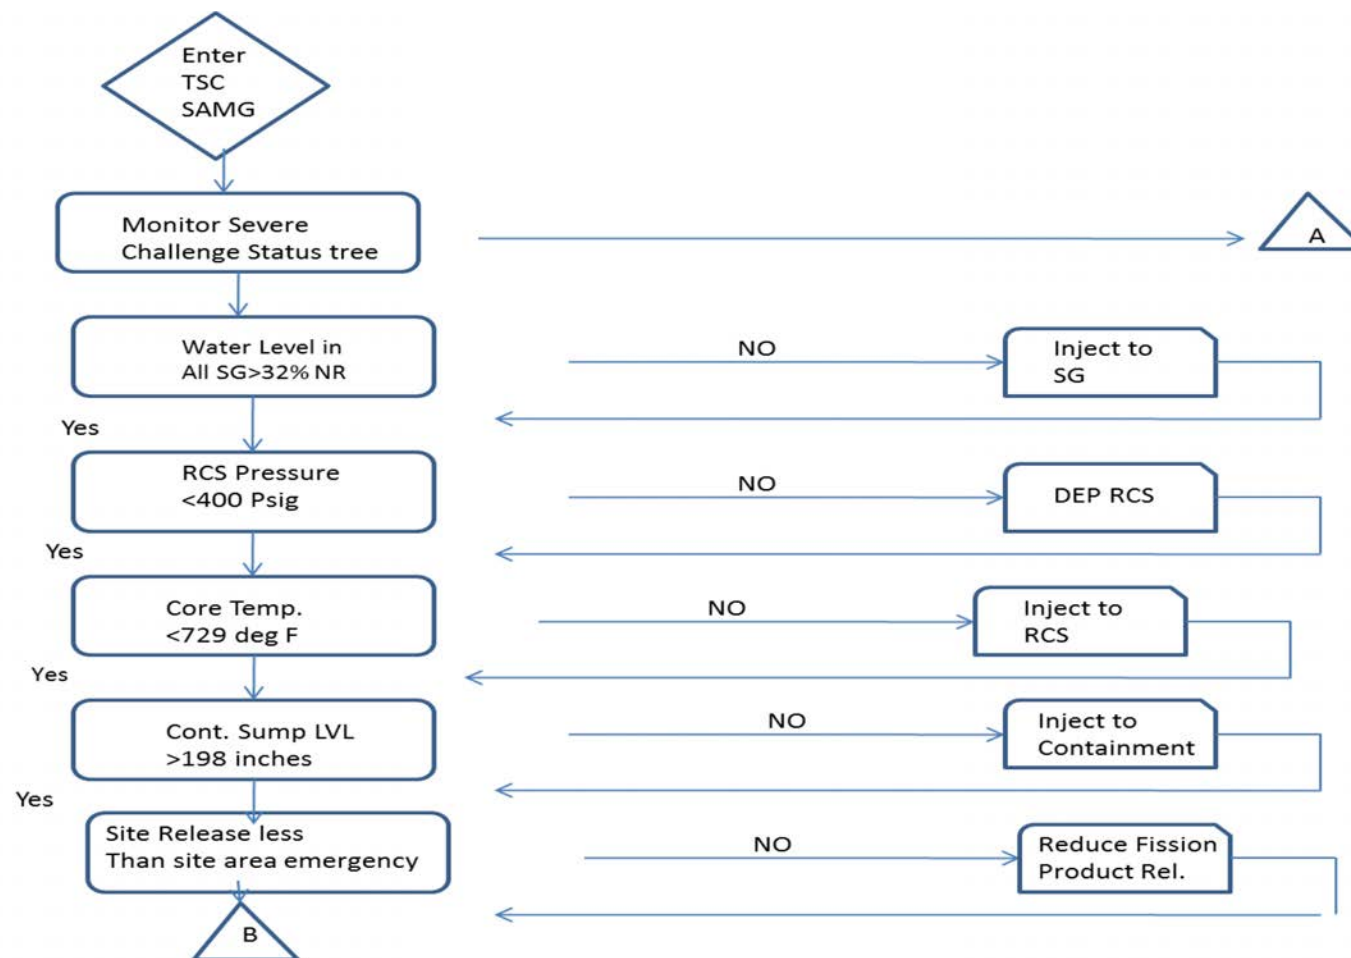 Enter
TSC
SAMG
Monitor Severe
Challenge Status tree
A
Water Level in
All SG>32% NR
NO
Inject to
SG
Yes
RCS Pressure
<400 Psig
NO
DEP RCS
Yes
Core Temp.
<729 deg F
NO
Inject to
RCS
Yes
Cont. Sump LVL
>198 inches
NO
Inject to
Containment
Yes
Site Release less
Than site area emergency
NO
Reduce Fission
Product Rel.
B